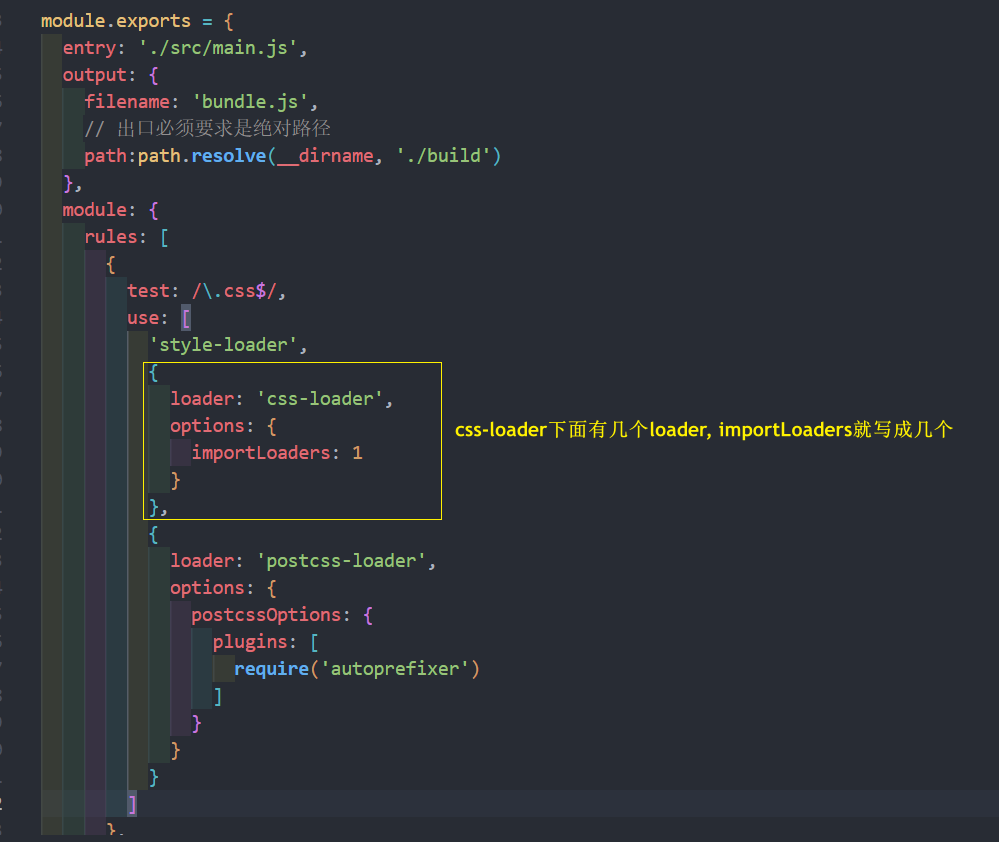 module.exports = {
entry: './src/main.js',
output: {
filename: 'bundle.js',
// 出口必须要求是绝对路径
path:path.resolve(__dirname, './build')
},
module: {
rules: [
{
test: /\.css$/,
use: [
'style-loader',
{
loader: 'css-loader',
options: {
css-loader下面有几个loader, importLoaders就写成几个
importLoaders: 1
}
},
{
loader: 'postcss-loader',
options: {
postcssOptions: {
plugins: [
require('autoprefixer')
]
}
}
}
]
},